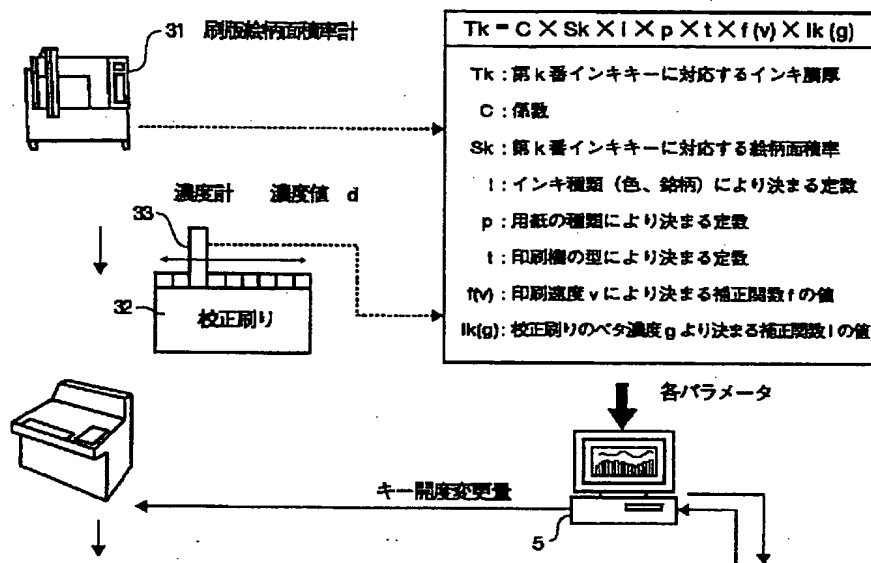 31 刷版絵柄面積率計
Tk = C × Sk × i × p × t × f(v) × lk(g)
Tk：第k番インキキーに対応するインキ膜厚
C：係数
Sk：第k番インキキーに対応する絵柄面積率
i：インキ種類（色、銘柄）により決まる定数
p：用紙の種類により決まる定数
t：印刷機の型により決まる定数
f(v)：印刷速度vにより決まる補正関数fの値
lk(g)：校正刷りのベタ濃度gより決まる補正関数lの値
濃度計 濃度値 d
33
32
校正刷り
各パラメータ
キー開度変更量
5